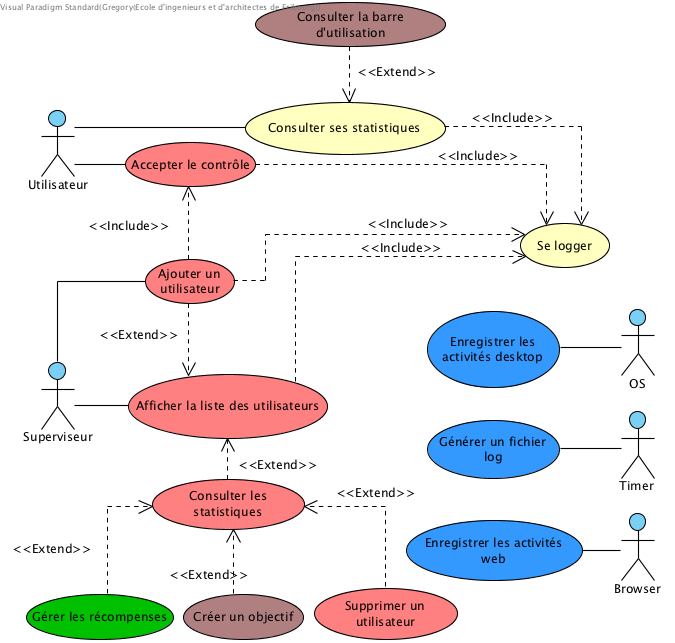 Visual Paradigm Standard(Gregory(Ecole d'ingenieurs et d'architectes de
Consulter la barre
d'utilisation
<<Extend>>
Consulter ses statistiques
<<Include>>
Utilisateur
Accepter le contrôle
<<Include>>
<<Include>>
<<Include>>
Se logger
<<Include>>
Ajouter un
utilisateur
<<Extend>>
Enregistrer les
activités desktop
OS
Superviseur
Afficher la liste des utilisateurs
Générer un fichier
log
Timer
<<Extend>>
Consulter les
statistiques
<<Extend>>
<<Extend>>
Enregistrer les activités
web
Browser
<<Extend>>
Gérer les récompenses
Créer un objectif
Supprimer un
utilisateur